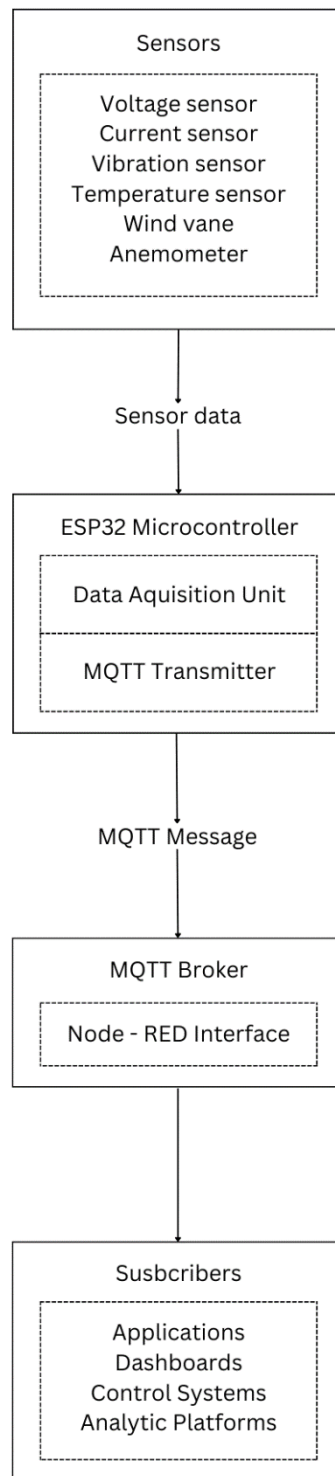 Sensors
Voltage sensor
Current sensor
Vibration sensor
Temperature sensor
Wind vane
Anemometer
Sensor data
ESP32 Microcontroller
Data Aquisition Unit
MQTT Transmitter
MQTT Message
MQTT Broker
Node - RED Interface
Susbcribers
Applications
Dashboards
Control Systems
Analytic Platforms